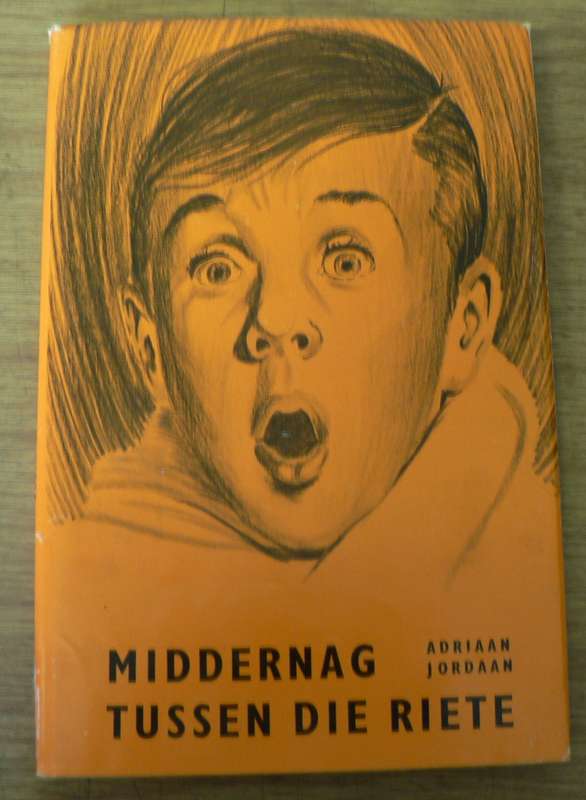 MIDDERNAG
ADRIAAN
JORDAAN
TUSSEN DIE RIETE